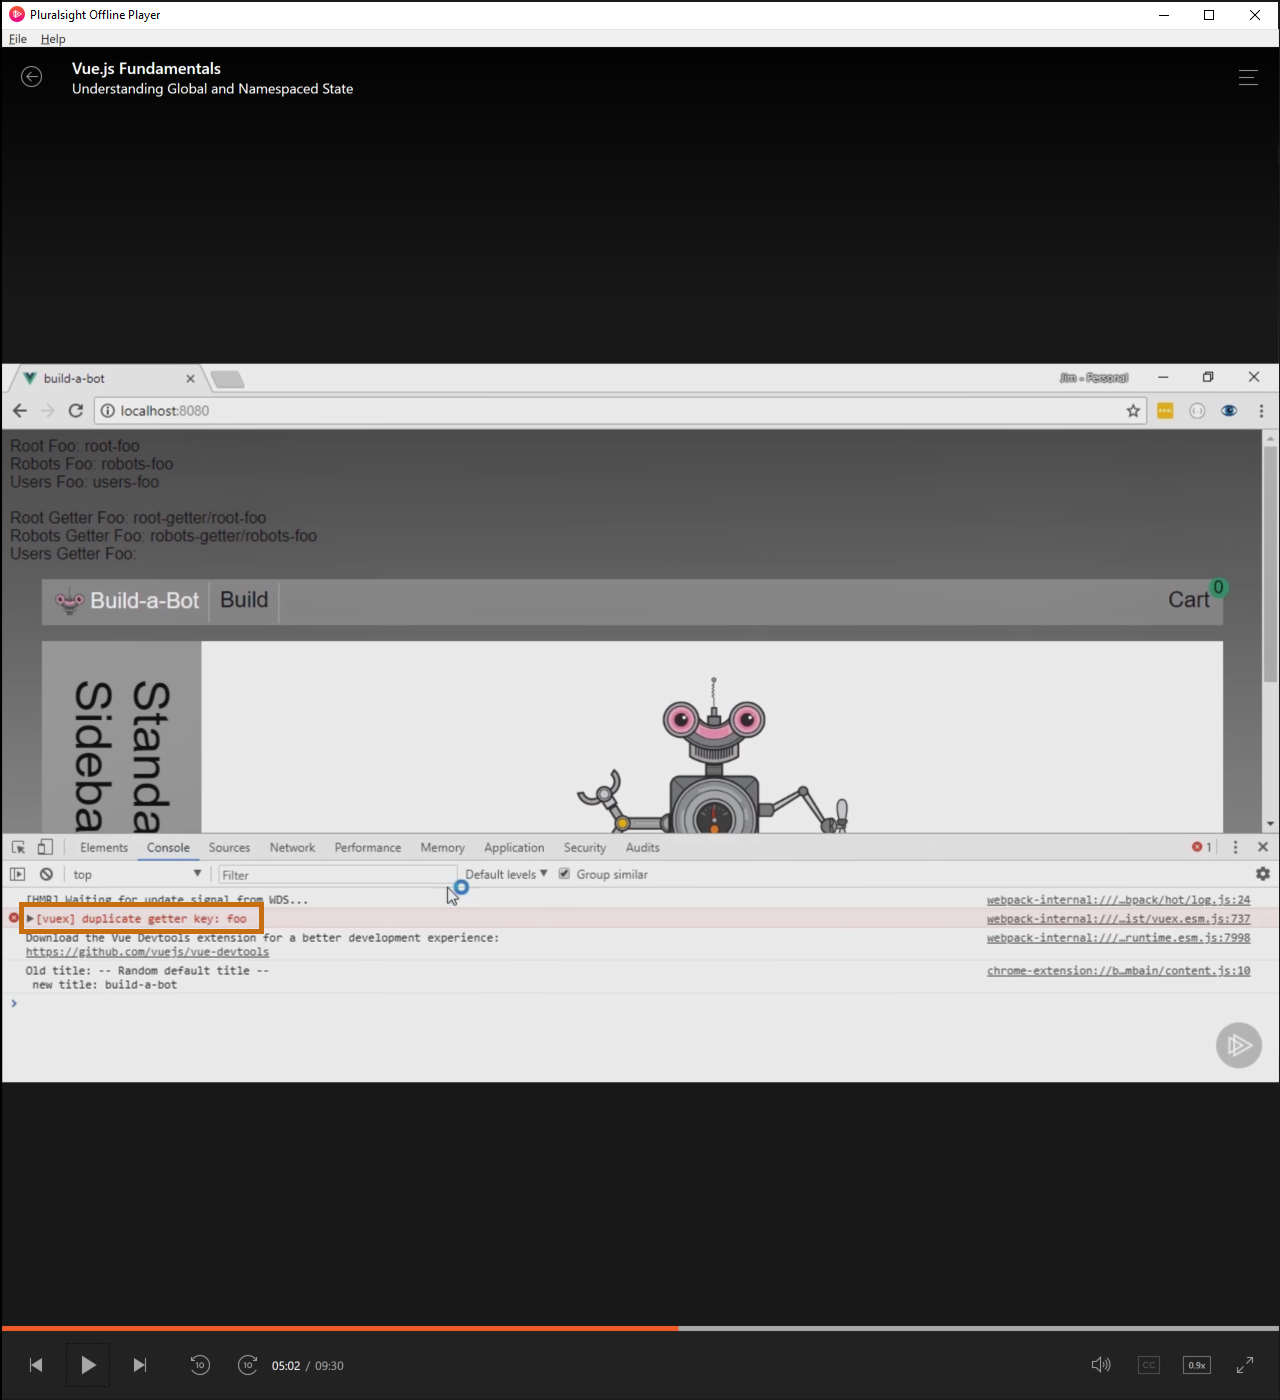 Pluralsight Offline Player
File Help
Vue.js Fundamentals
Understanding Global and Namespaced State
build-a-bot
Jim - Personal
localhost:8080
Root Foo: root-foo
Robots Foo: robots-foo
Users Foo: users-foo
Root Getter Foo: root-getter/root-foo
Robots Getter Foo: robots-getter/robots-foo
Users Getter Foo:
Build-a-Bot Build Cart 0
Standa
Sideba
Elements Console Sources Network Performance Memory Application Security Audits 1
top Filter Default levels Group similar
[HMR] Waiting for update signal from WDS... webpack-internal:///…bpack/hot/log.js:24
[vuex] duplicate getter key: foo webpack-internal:///…ist/vuex.esm.js:737
Download the Vue Devtools extension for a better development experience: webpack-internal:///…runtime.esm.js:7998
https://github.com/vuejs/vue-devtools
Old title: -- Random default title -- chrome-extension://b…mbain/content.js:10
new title: build-a-bot
10 10 05:02 / 09:30 CC 0.9x